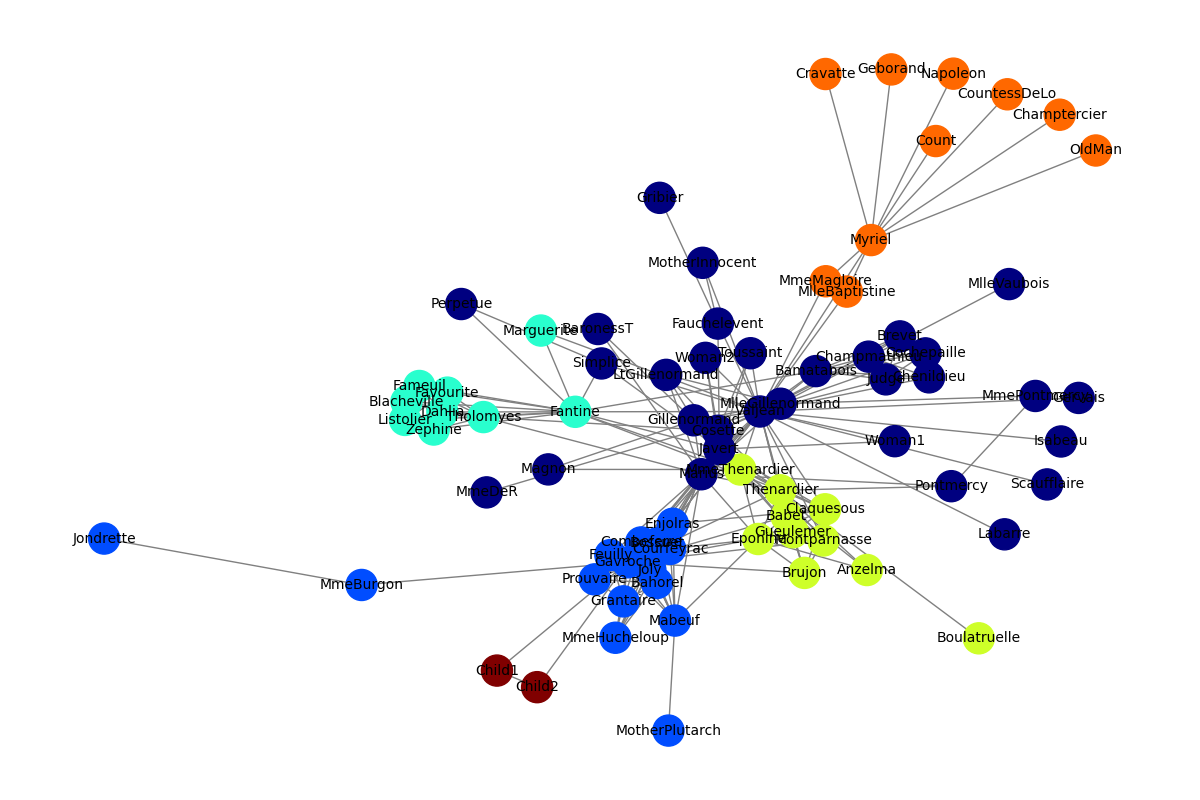 Cravatte
Geborand
Napoleon
CountessDeLo
Champtercier
Count
OldMan
Gribier
Myriel
MotherInnocent
MmeMagloire
MlleBaptistine
MlleVaubois
Perpetue
Marguerite
BaronessT
Fauchelevent
Brevet
Simplice
Woman2
Toussaint
Champmathieu
Cochepaille
LtGillenormand
Bamatabois
Judge
Chenildieu
Fameuil
Favourite
Blacheville
Dahlia
Listolier
Zephine
Tholomyes
Fantine
Gillenormand
MlleGillenormand
Valjean
MmePontmercy
Gervais
Cosette
Javert
Woman1
Isabeau
Magnon
Marius
MmeThenardier
MmeDeR
Thenardier
Pontmercy
Scaufflaire
Claquesous
Babet
Enjolras
Gueulemer
Labarre
Eponine
Montparnasse
Jondrette
Combeferre
Bossuet
Courfeyrac
Feuilly
Gavroche
Joly
Prouvaire
Bahorel
Brujon
Anzelma
MmeBurgon
Grantaire
Mabeuf
MmeHucheloup
Boulatruelle
Child1
Child2
MotherPlutarch